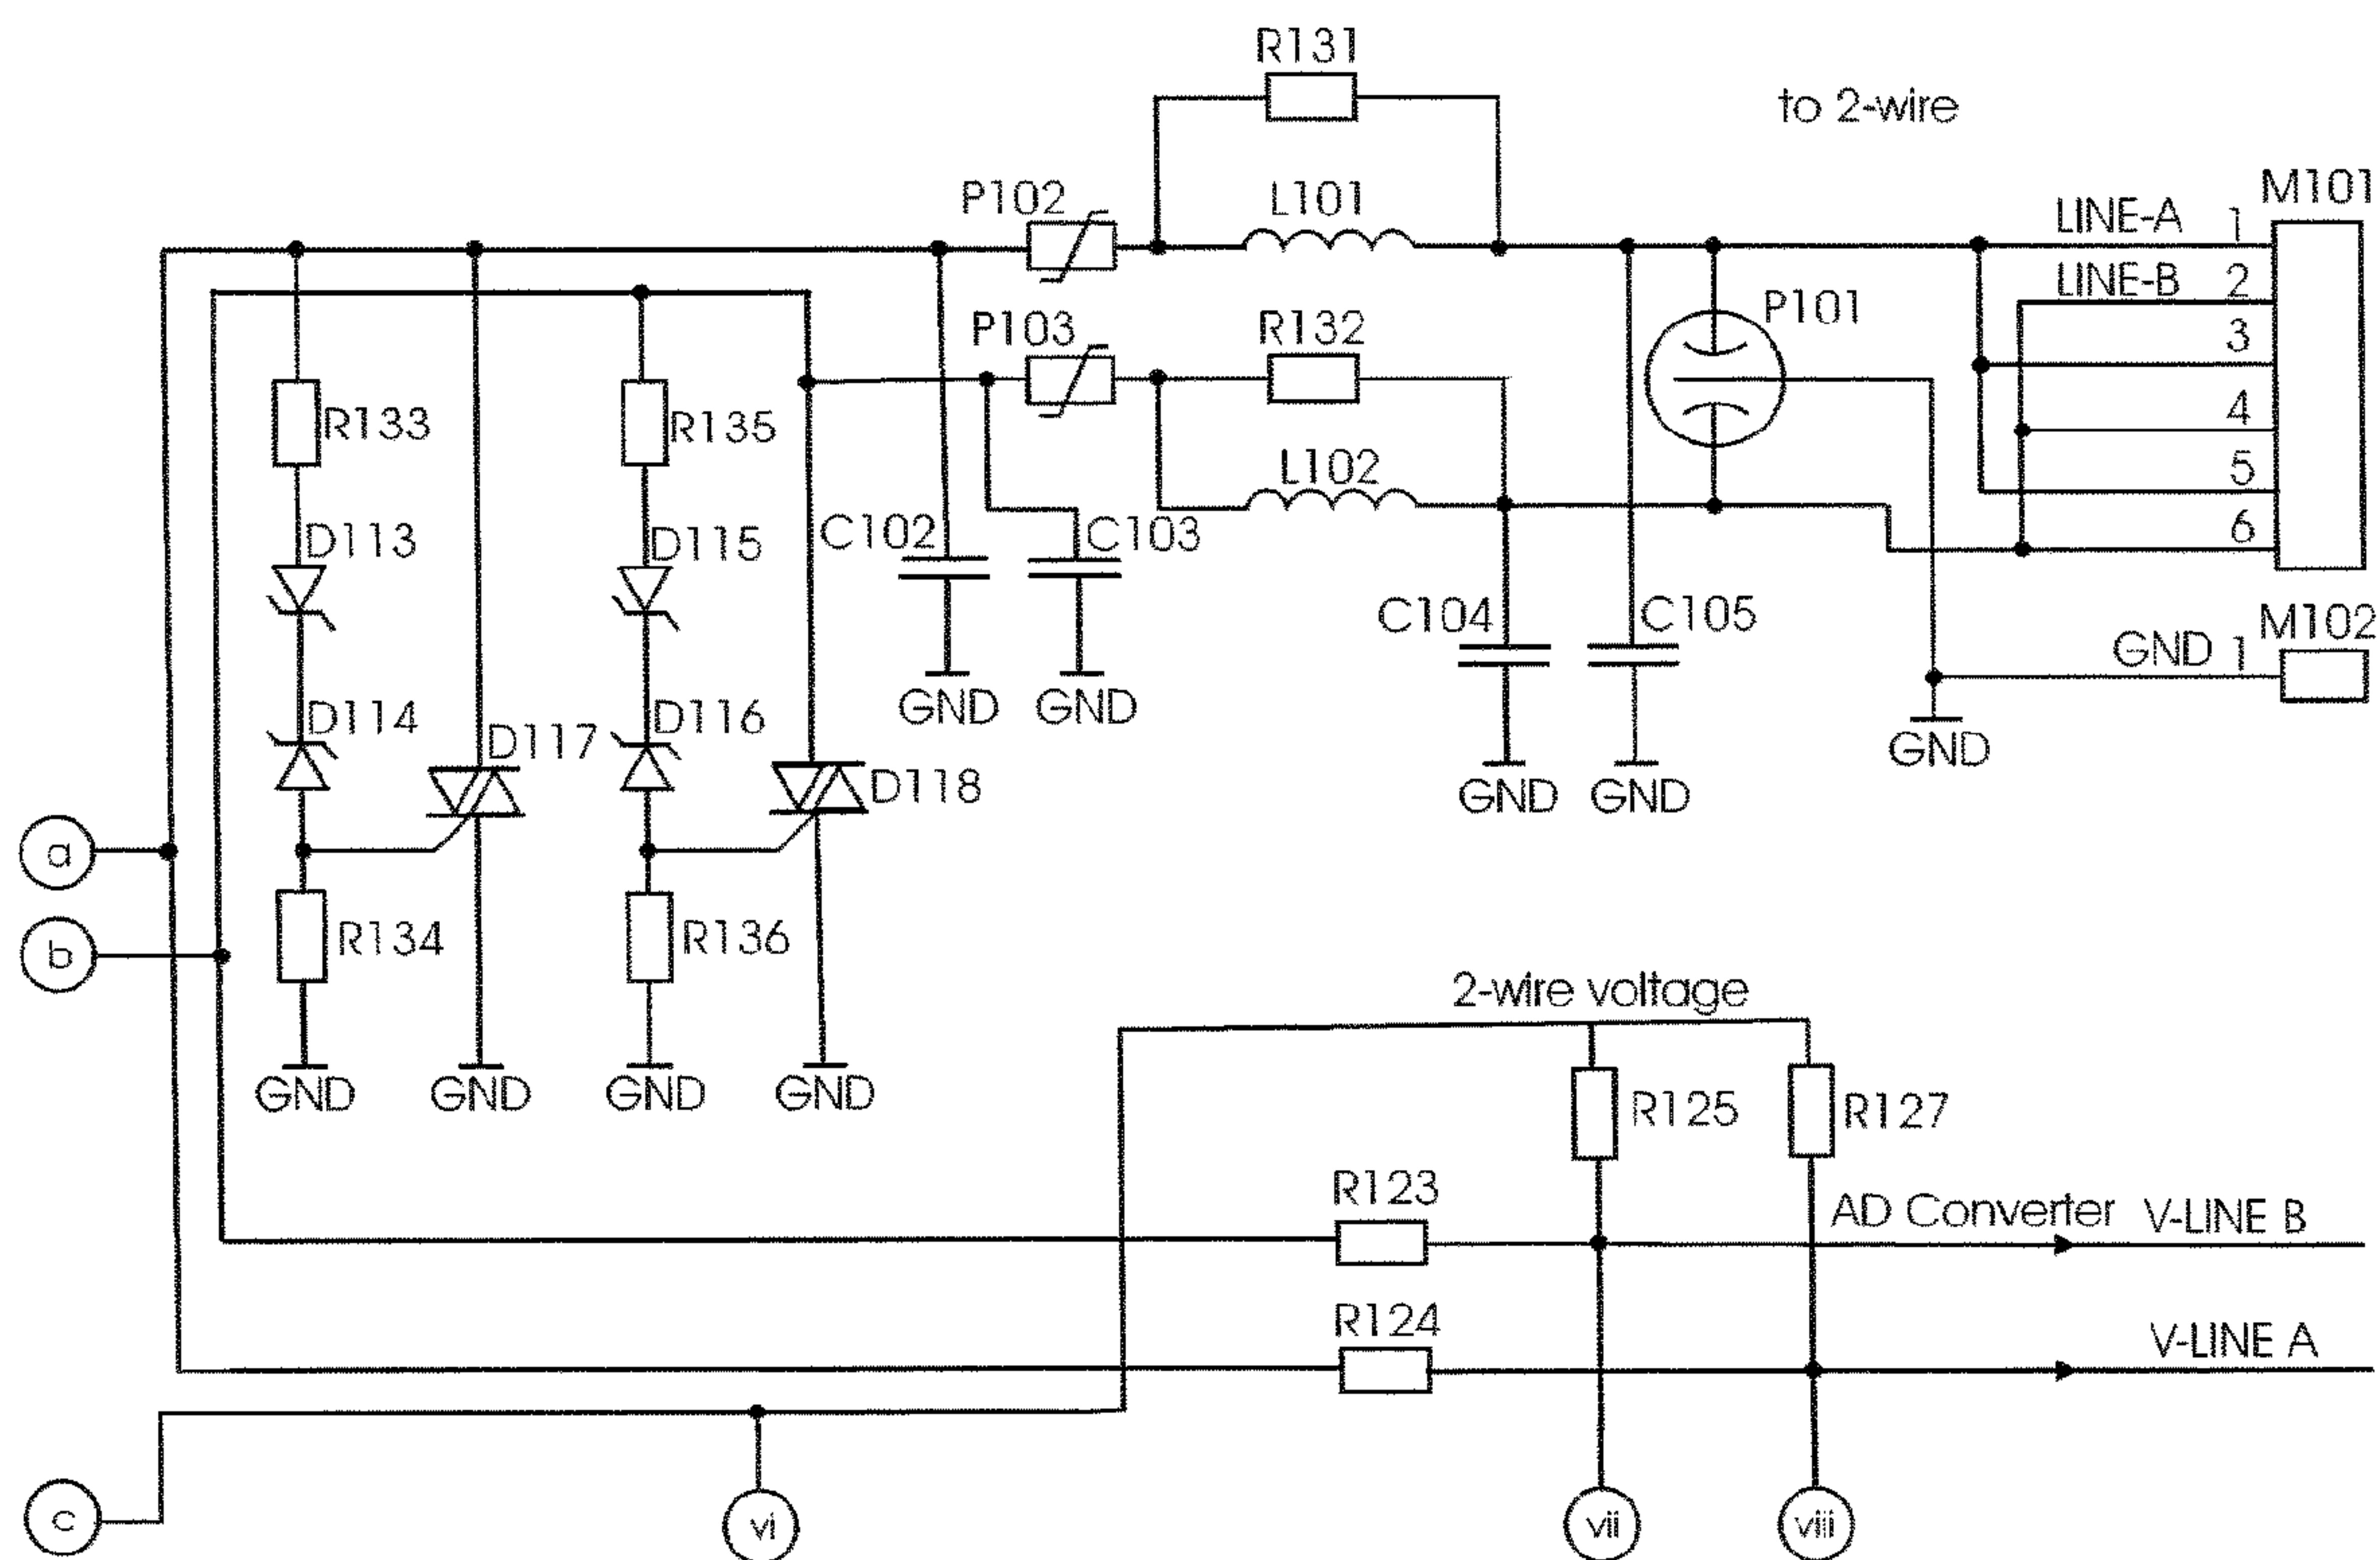 R131
to 2-wire
P102
L101
M101
LINE-A 1
LINE-B 2
P103
R132
P101
3
R133
R135
4
L102
5
D113
D115
C102
C103
6
C104
C105
M102
GND 1
D114
D116
GND
GND
D117
D118
GND
GND
GND
a
b
R134
R136
2-wire voltage
GND
GND
GND
GND
R125
R127
R123
AD Converter
V-LINE B
R124
V-LINE A
c
vi
vii
viii